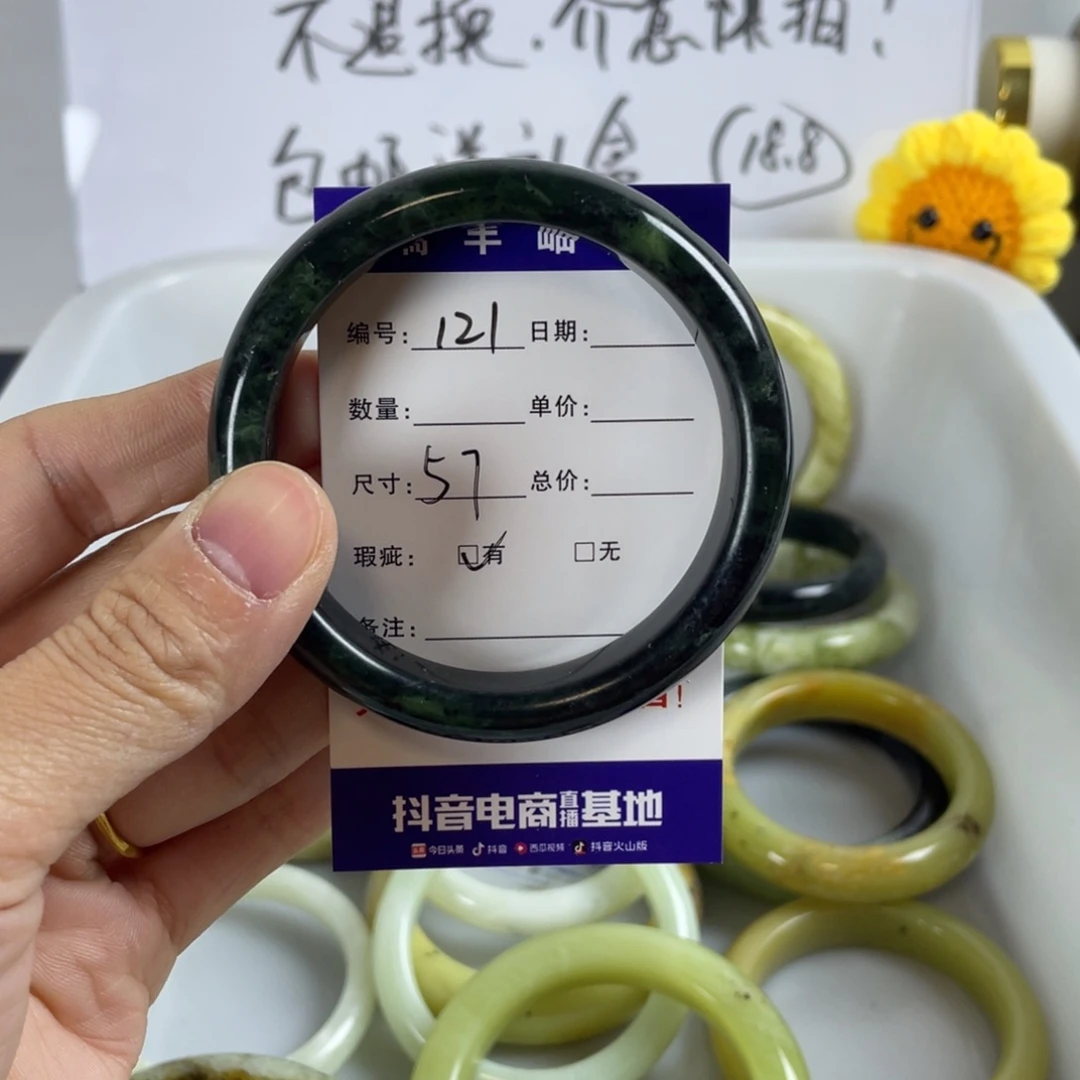 不退换，介意慎拍！
包邮送礼盒 18.8
编号: 121 日期:
数量: 单价:
尺寸: 57 总价:
瑕疵: ☑有 □无
备注:
抖音电商直播基地
今日头条 抖音 西瓜视频 抖音火山版